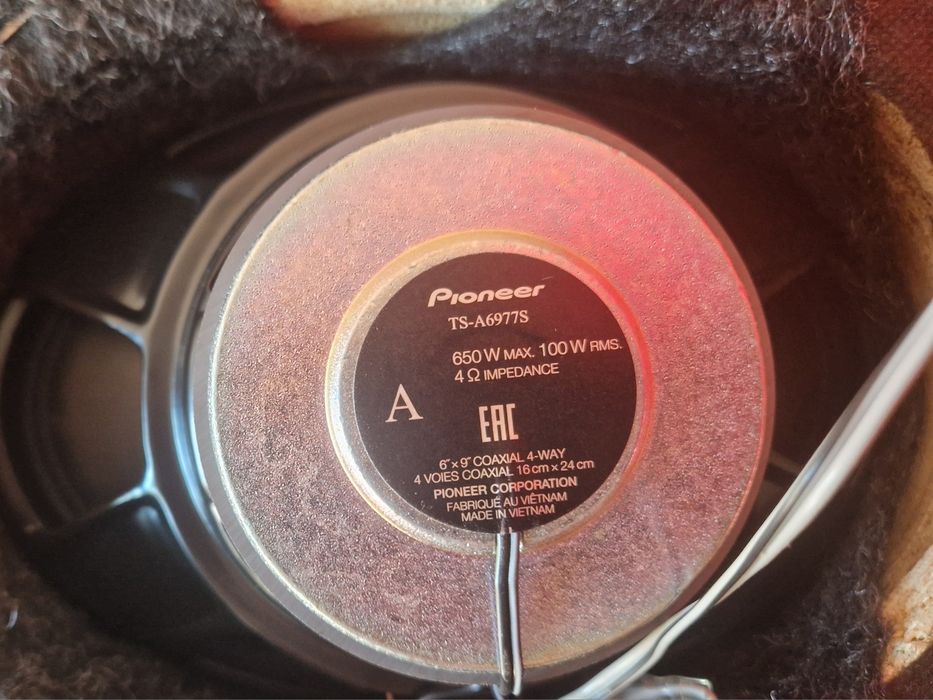 Pioneer
TS-A6977S
650 W MAX. 100 W RMS.
4 Ω IMPEDANCE
A
EAC
6" x 9" COAXIAL 4-WAY
4 VOIES COAXIAL 16 cm x 24 cm
PIONEER CORPORATION
FABRIQUÉ AU VIÊTNAM
MADE IN VIETNAM